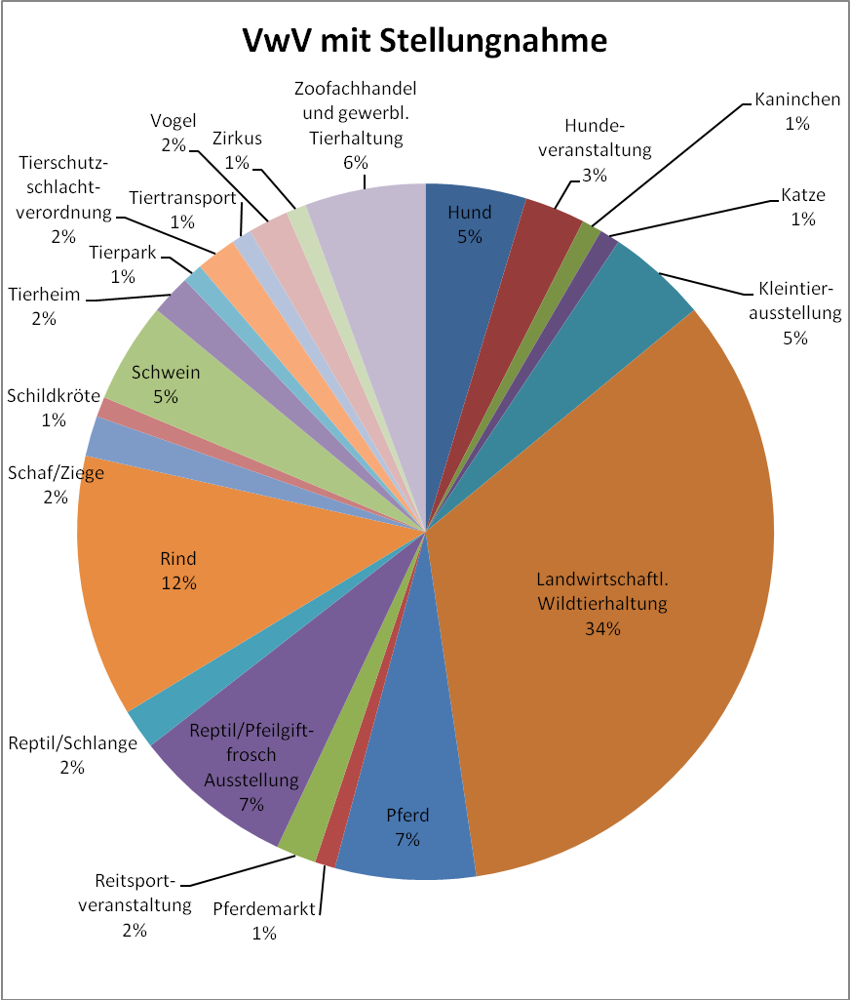 VwV mit Stellungnahme
Hund
5%
Hunde-
veranstaltung
3%
Kaninchen
1%
Katze
1%
Kleintier-
ausstellung
5%
Landwirtschaftl.
Wildtierhaltung
34%
Pferd
7%
Pferdemarkt
1%
Reitsport-
veranstaltung
2%
Reptil/Pfeilgift-
frosch
Ausstellung
7%
Reptil/Schlange
2%
Rind
12%
Schaf/Ziege
2%
Schildkröte
1%
Schwein
5%
Tierheim
2%
Tierpark
1%
Tierschutz-
schlacht-
verordnung
2%
Tiertransport
1%
Vogel
2%
Zirkus
1%
Zoofachhandel
und gewerbl.
Tierhaltung
6%